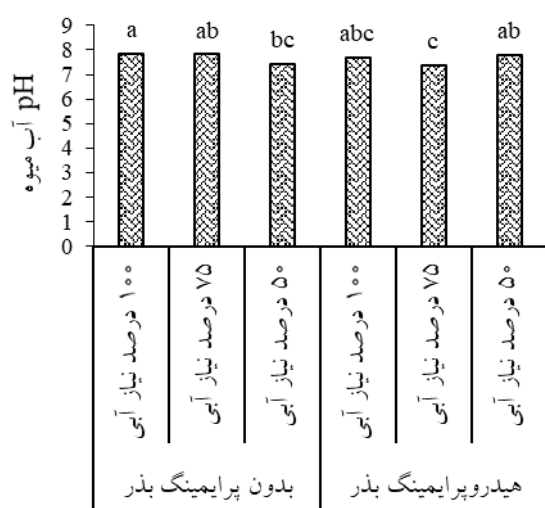 pH آب میوه
9
8
7
6
5
4
3
2
1
0
a
ab
bc
abc
c
ab
۱۰۰ درصد نیاز آبی
۷۵ درصد نیاز آبی
۵۰ درصد نیاز آبی
۱۰۰ درصد نیاز آبی
۷۵ درصد نیاز آبی
۵۰ درصد نیاز آبی
بدون پرایمینگ بذر
هیدروپرایمینگ بذر